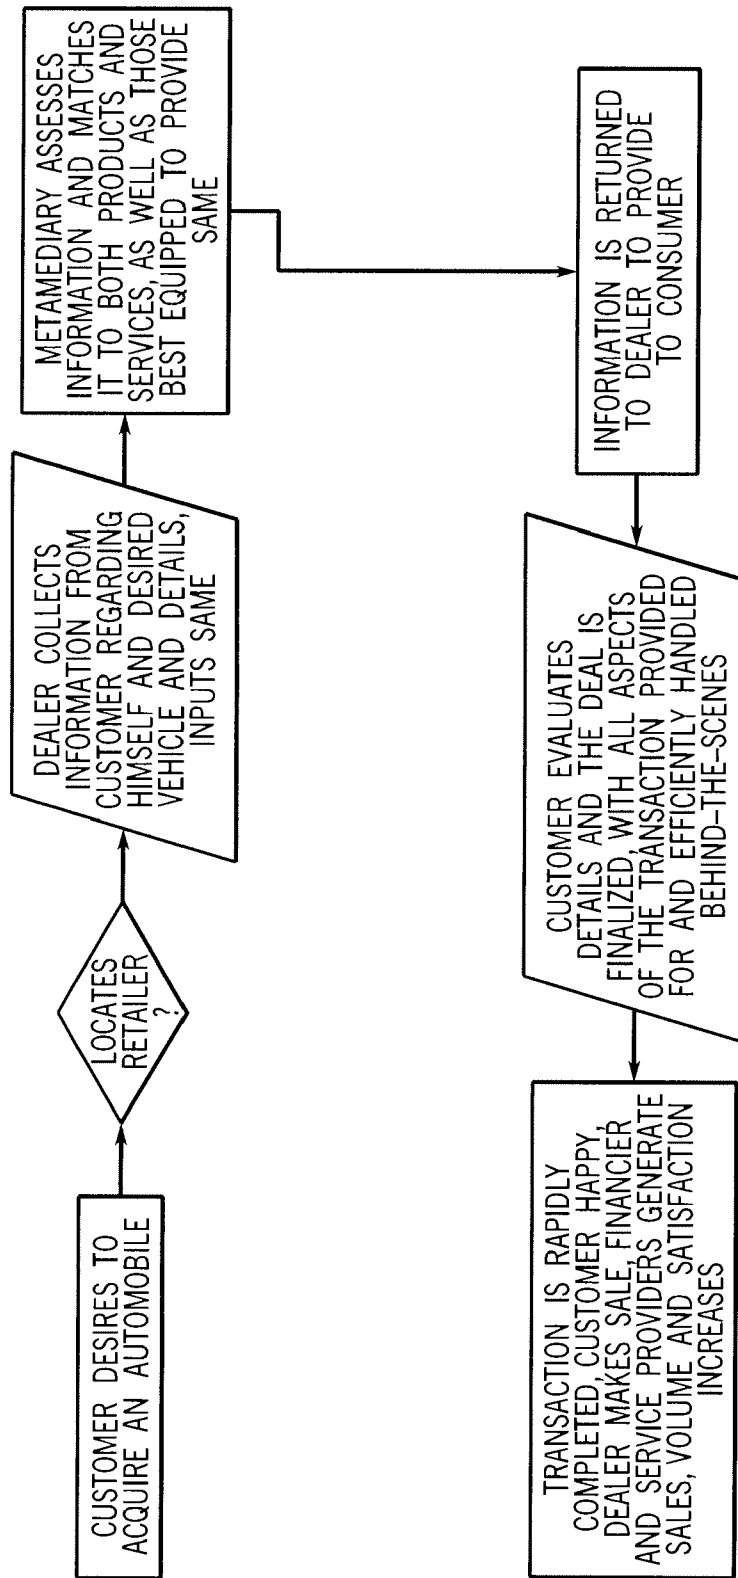 CUSTOMER DESIRES TO
ACQUIRE AN AUTOMOBILE
LOCATES
RETAILER
?
DEALER COLLECTS
INFORMATION FROM
CUSTOMER REGARDING
HIMSELF AND DESIRED
VEHICLE AND DETAILS,
INPUTS SAME
METAMEDIARY ASSESSES
INFORMATION AND MATCHES
IT TO BOTH PRODUCTS AND
SERVICES, AS WELL AS THOSE
BEST EQUIPPED TO PROVIDE
SAME
INFORMATION IS RETURNED
TO DEALER TO PROVIDE
TO CONSUMER
CUSTOMER EVALUATES
DETAILS AND THE DEAL IS
FINALIZED, WITH ALL ASPECTS
OF THE TRANSACTION PROVIDED
FOR AND EFFICIENTLY HANDLED
BEHIND-THE-SCENES
TRANSACTION IS RAPIDLY
COMPLETED, CUSTOMER HAPPY,
DEALER MAKES SALE, FINANCIER
AND SERVICE PROVIDERS GENERATE
SALES, VOLUME AND SATISFACTION
INCREASES